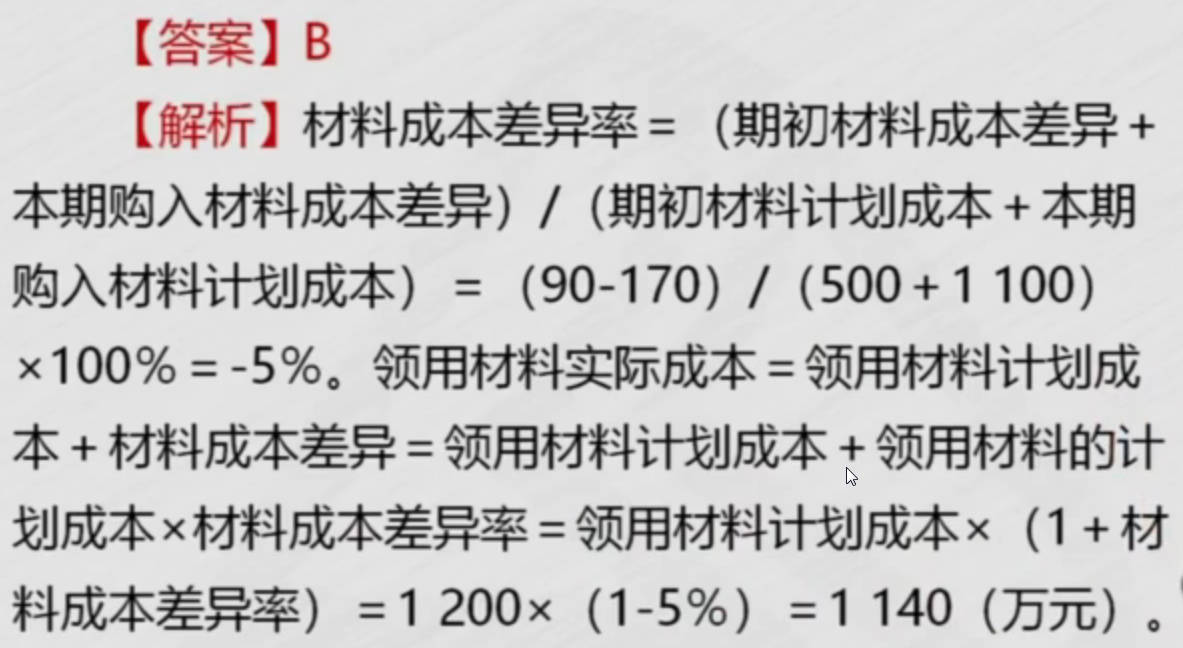 【答案】B
【解析】材料成本差异率＝（期初材料成本差异＋
本期购入材料成本差异）/（期初材料计划成本＋本期
购入材料计划成本）＝（90-170）/（500＋1 100）
×100%＝-5%。领用材料实际成本＝领用材料计划成
本＋材料成本差异＝领用材料计划成本＋领用材料的计
划成本×材料成本差异率＝领用材料计划成本×（1＋材
料成本差异率）＝1 200×（1-5%）＝1 140（万元）。